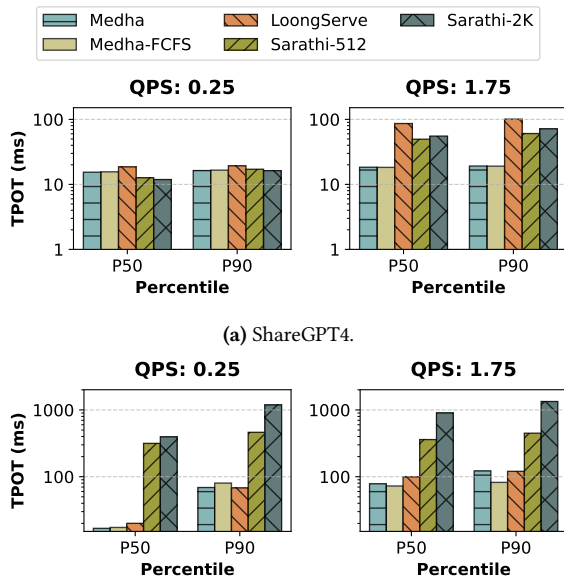 Medha LoongServe Sarathi-2K
Medha-FCFS Sarathi-512
QPS: 0.25 QPS: 1.75
TPOT (ms)
100 100
10 10
1 1
P50 P90 P50 P90
Percentile Percentile
(a) ShareGPT4.
QPS: 0.25 QPS: 1.75
TPOT (ms)
1000 1000
100 100
P50 P90 P50 P90
Percentile Percentile